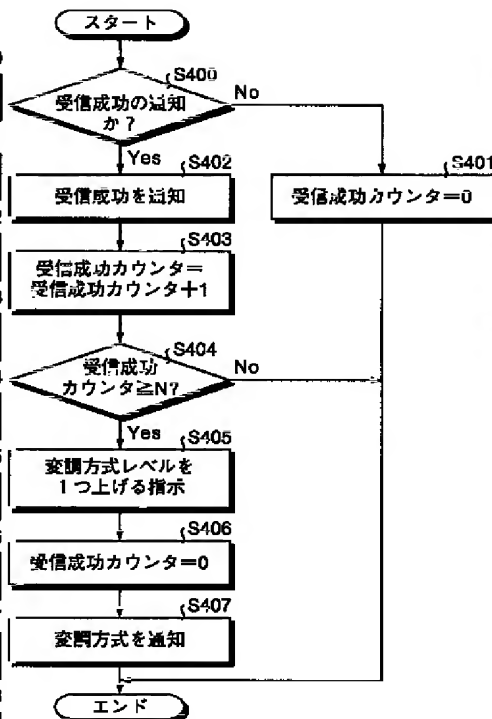 スタート
S400
受信成功の通知
か？
No
Yes
S402
受信成功を通知
S401
受信成功カウンタ=0
S403
受信成功カウンタ=
受信成功カウンタ+1
S404
受信成功
カウンタ≧N?
No
Yes
S405
変調方式レベルを
1つ上げる指示
S406
受信成功カウンタ=0
S407
変調方式を通知
エンド